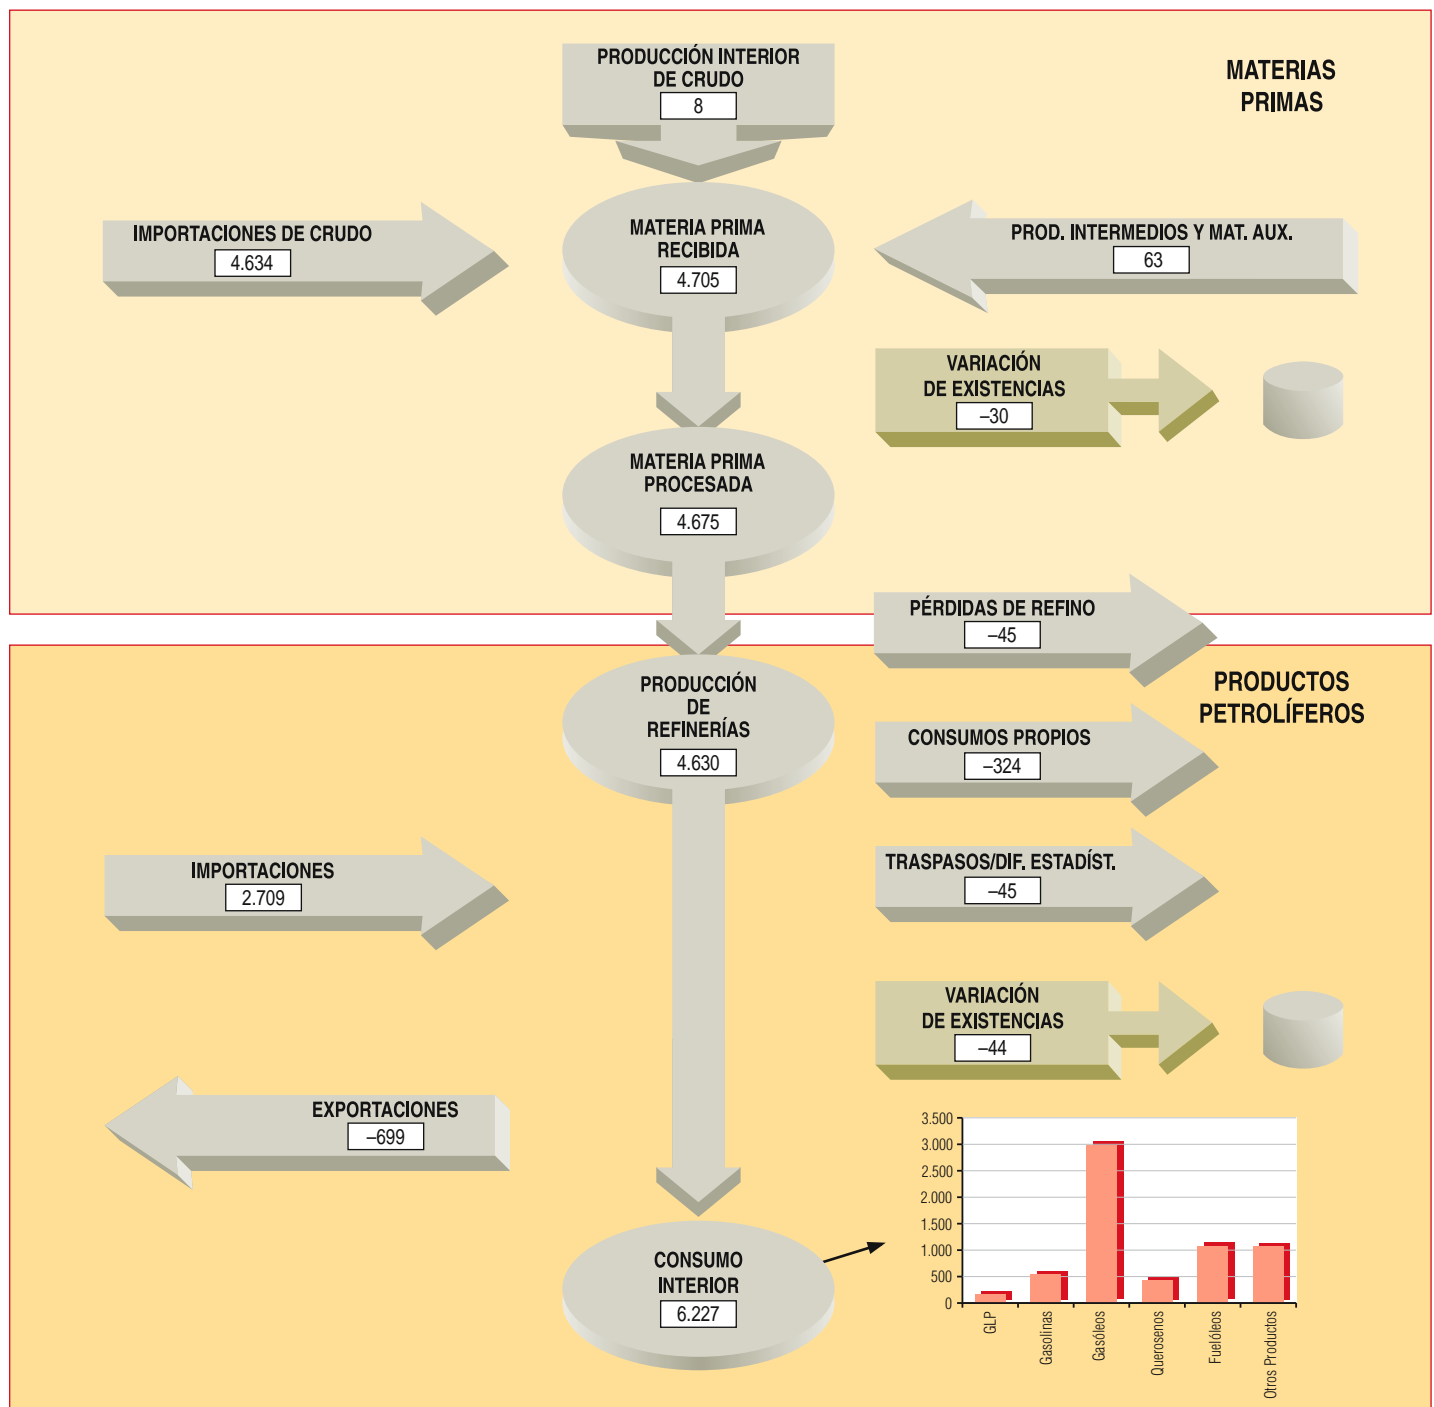 PRODUCCIÓN INTERIOR
DE CRUDO
8
MATERIAS
PRIMAS
IMPORTACIONES DE CRUDO
4.634
MATERIA PRIMA
RECIBIDA
4.705
PROD. INTERMEDIOS Y MAT. AUX.
63
VARIACIÓN
DE EXISTENCIAS
–30
MATERIA PRIMA
PROCESADA
4.675
PÉRDIDAS DE REFINO
–45
PRODUCTOS
PETROLÍFEROS
PRODUCCIÓN
DE
REFINERÍAS
4.630
CONSUMOS PROPIOS
–324
IMPORTACIONES
2.709
TRASPASOS/DIF. ESTADÍST.
–45
VARIACIÓN
DE EXISTENCIAS
–44
EXPORTACIONES
–699
CONSUMO
INTERIOR
6.227
3.500
3.000
2.500
2.000
1.500
1.000
500
0
GLP
Gasolinas
Gasóleos
Querosenos
Fuelóleos
Otros Productos